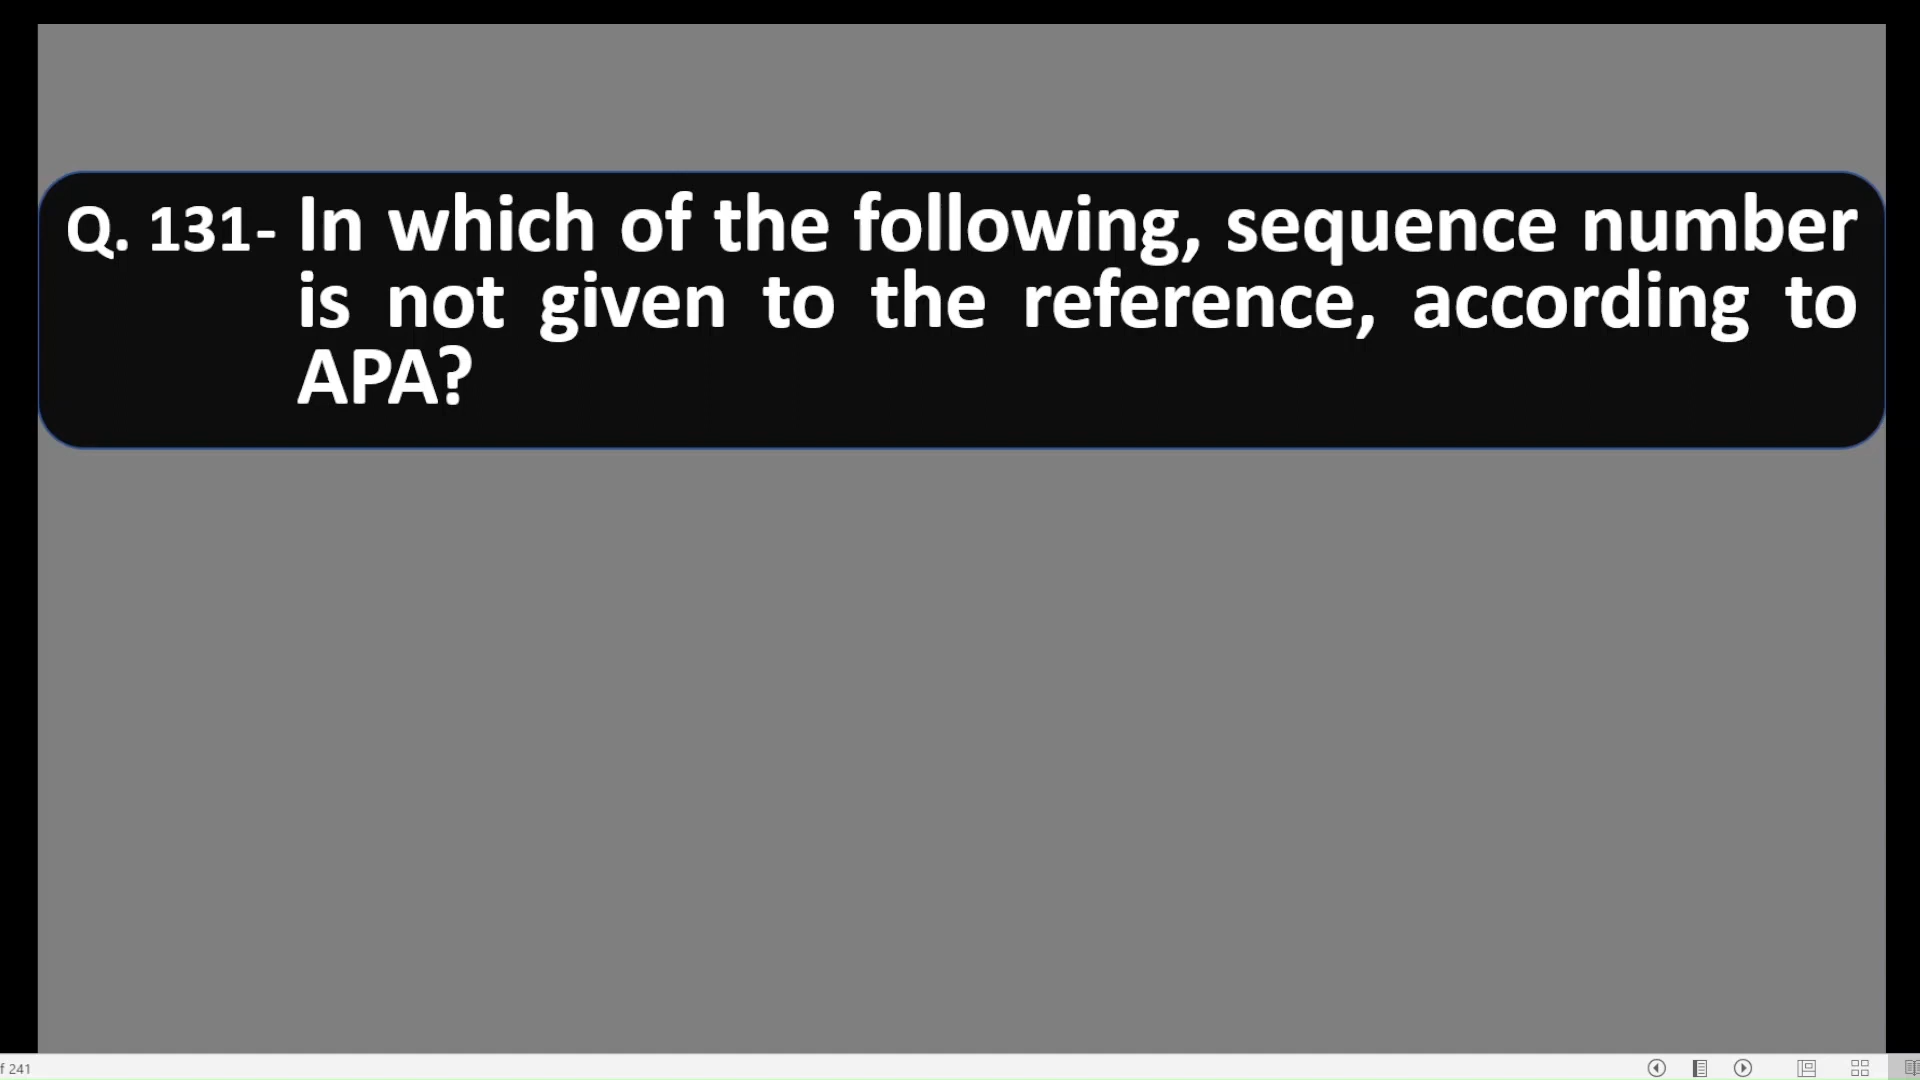 Q. 131- In which of the following, sequence number
is not given to the reference, according to
APA?
f 241